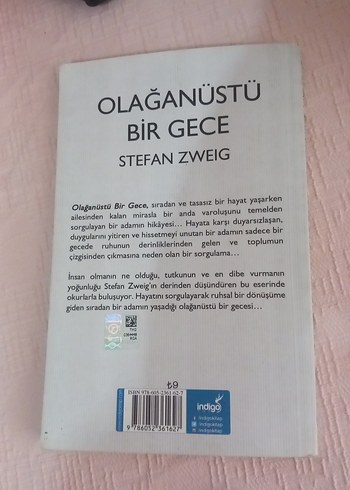 OLAĞANÜSTÜ
BİR GECE
STEFAN ZWEIG
Olağanüstü Bir Gece, sıradan ve tasasız bir hayat yaşarken
ailesinden kalan mirasla bir anda varoluşunu temelden
sorgulayan bir adamın hikâyesi... Hayata karşı duyarsızlaşan,
duygularını yitiren ve hissetmeyi unutan bir adamın sadece bir
gecede ruhunun derinliklerinden gelen ve toplumun
çizgisinden çıkmasına neden olan bir sorgulama...
İnsan olmanın ne olduğu, tutkunun ve en dibe vurmanın
yoğunluğu Stefan Zweig'ın derinden düşündüren bu eserinde
okurlarla buluşuyor. Hayatını sorgulayarak ruhsal bir dönüşüme
giden sıradan bir adamın yaşadığı olağanüstü bir gecesi...
₺9
indigo
9 786052 361627